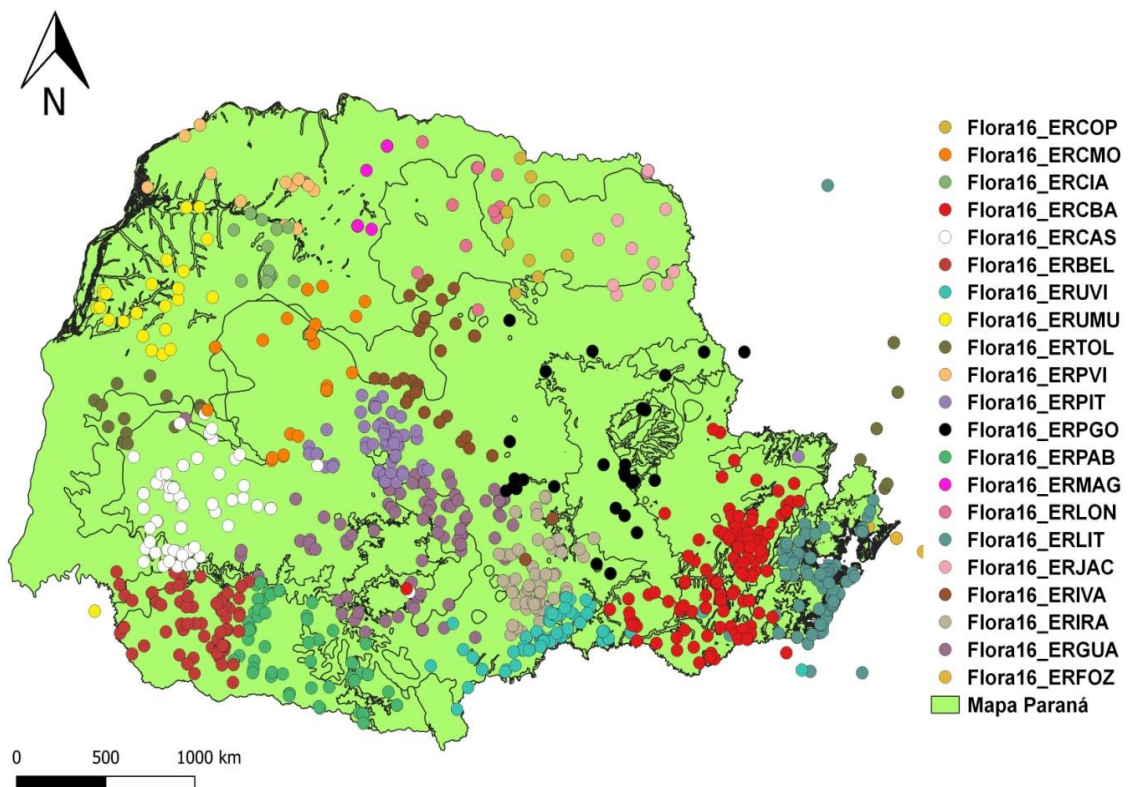 N
Flora16_ERCOP
Flora16_ERCMO
Flora16_ERCIA
Flora16_ERCBA
Flora16_ERCAS
Flora16_ERBEL
Flora16_ERUVI
Flora16_ERUMU
Flora16_ERTOL
Flora16_ERPVI
Flora16_ERPIT
Flora16_ERPGO
Flora16_ERPAB
Flora16_ERMAG
Flora16_ERLON
Flora16_ERLIT
Flora16_ERJAC
Flora16_ERIVA
Flora16_ERIRA
Flora16_ERGUA
Flora16_ERFOZ
Mapa Paraná
0 500 1000 km